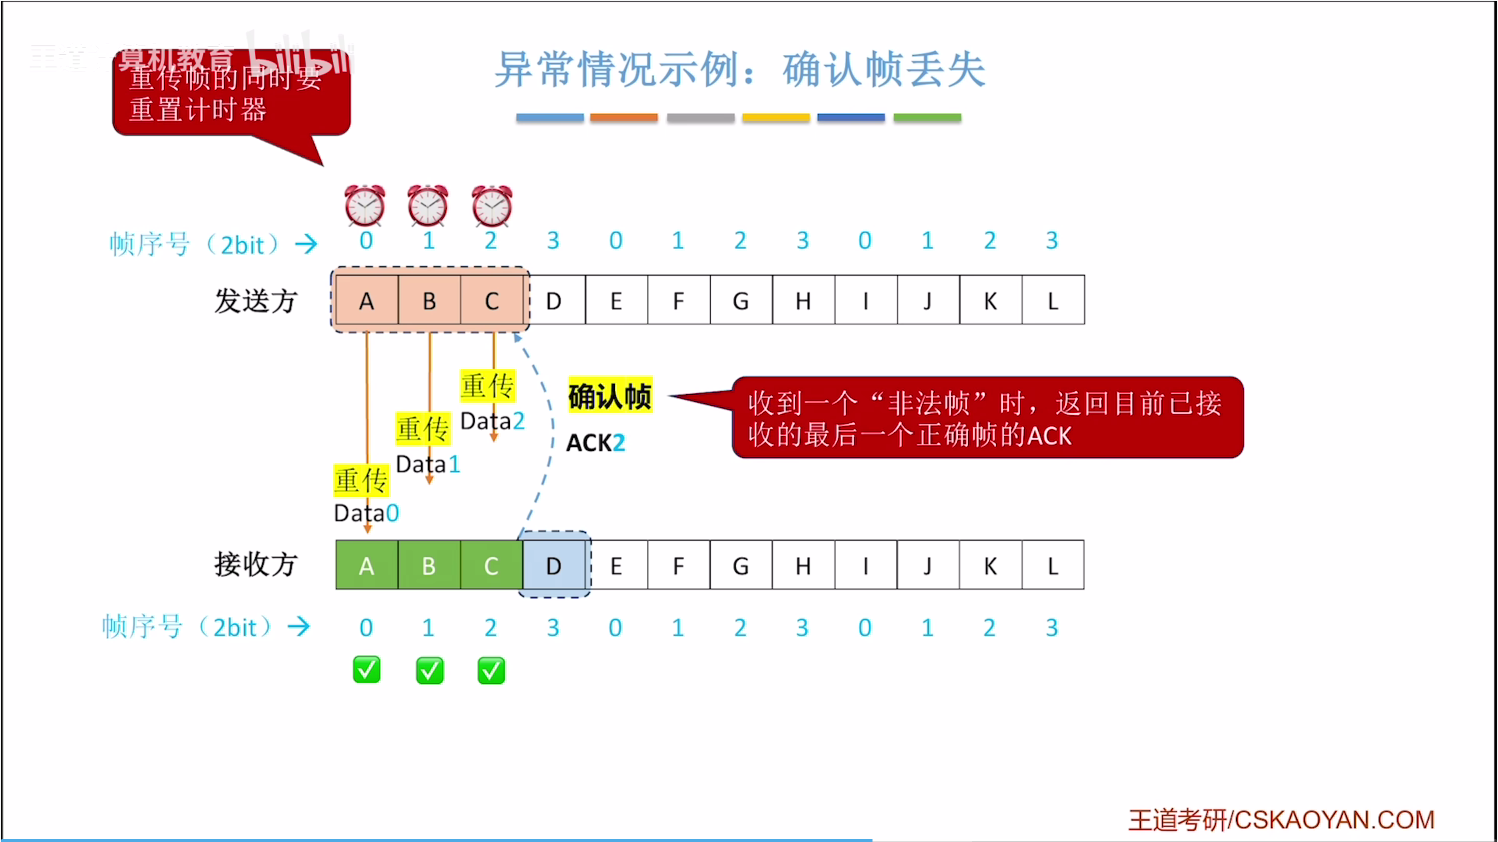 王道计算机教育 bilibili
异常情况示例：确认帧丢失
重传帧的同时要
重置计时器
帧序号（2bit）→ 0 1 2 3 0 1 2 3 0 1 2 3
发送方 A B C D E F G H I J K L
重传
Data2
重传
Data1
重传
Data0
确认帧
ACK2
收到一个“非法帧”时，返回目前已接
收的最后一个正确帧的ACK
接收方 A B C D E F G H I J K L
帧序号（2bit）→ 0 1 2 3 0 1 2 3 0 1 2 3
王道考研/CSKAOYAN.COM